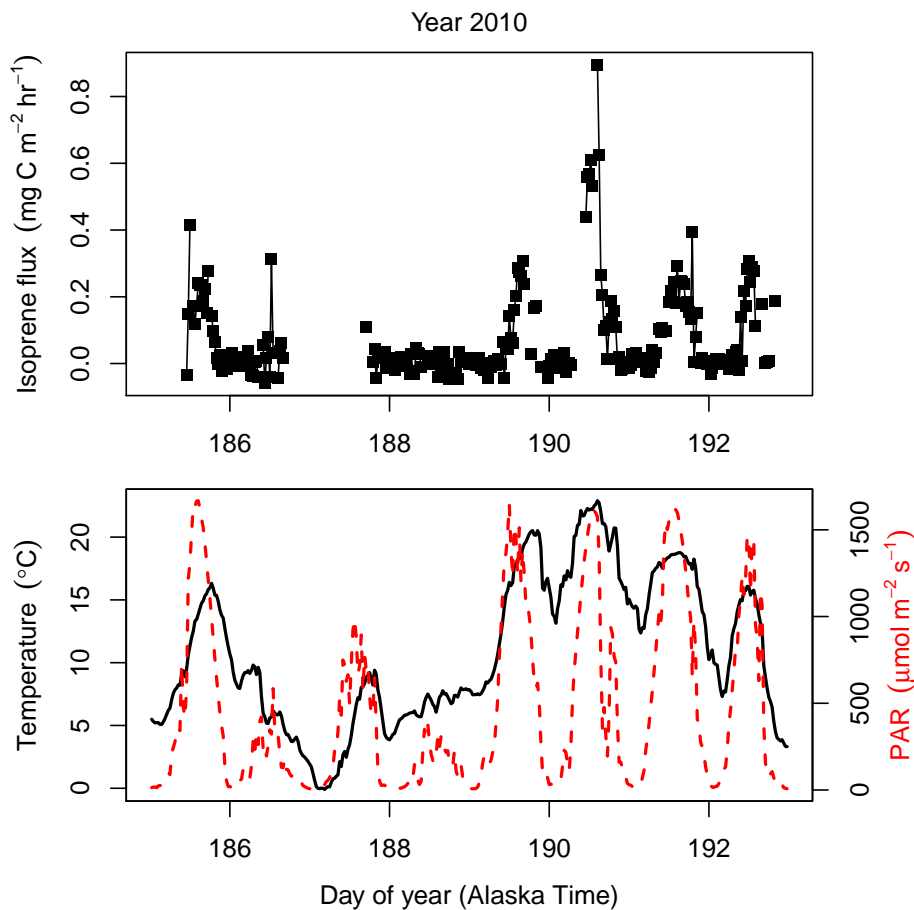 Year 2010
Isoprene flux (mg C m⁻² hr⁻¹)
0.8
0.6
0.4
0.2
0.0
186 188 190 192
Temperature (°C)
20
15
10
5
0
1500
1000
500
0
PAR (μmol m⁻² s⁻¹)
186 188 190 192
Day of year (Alaska Time)